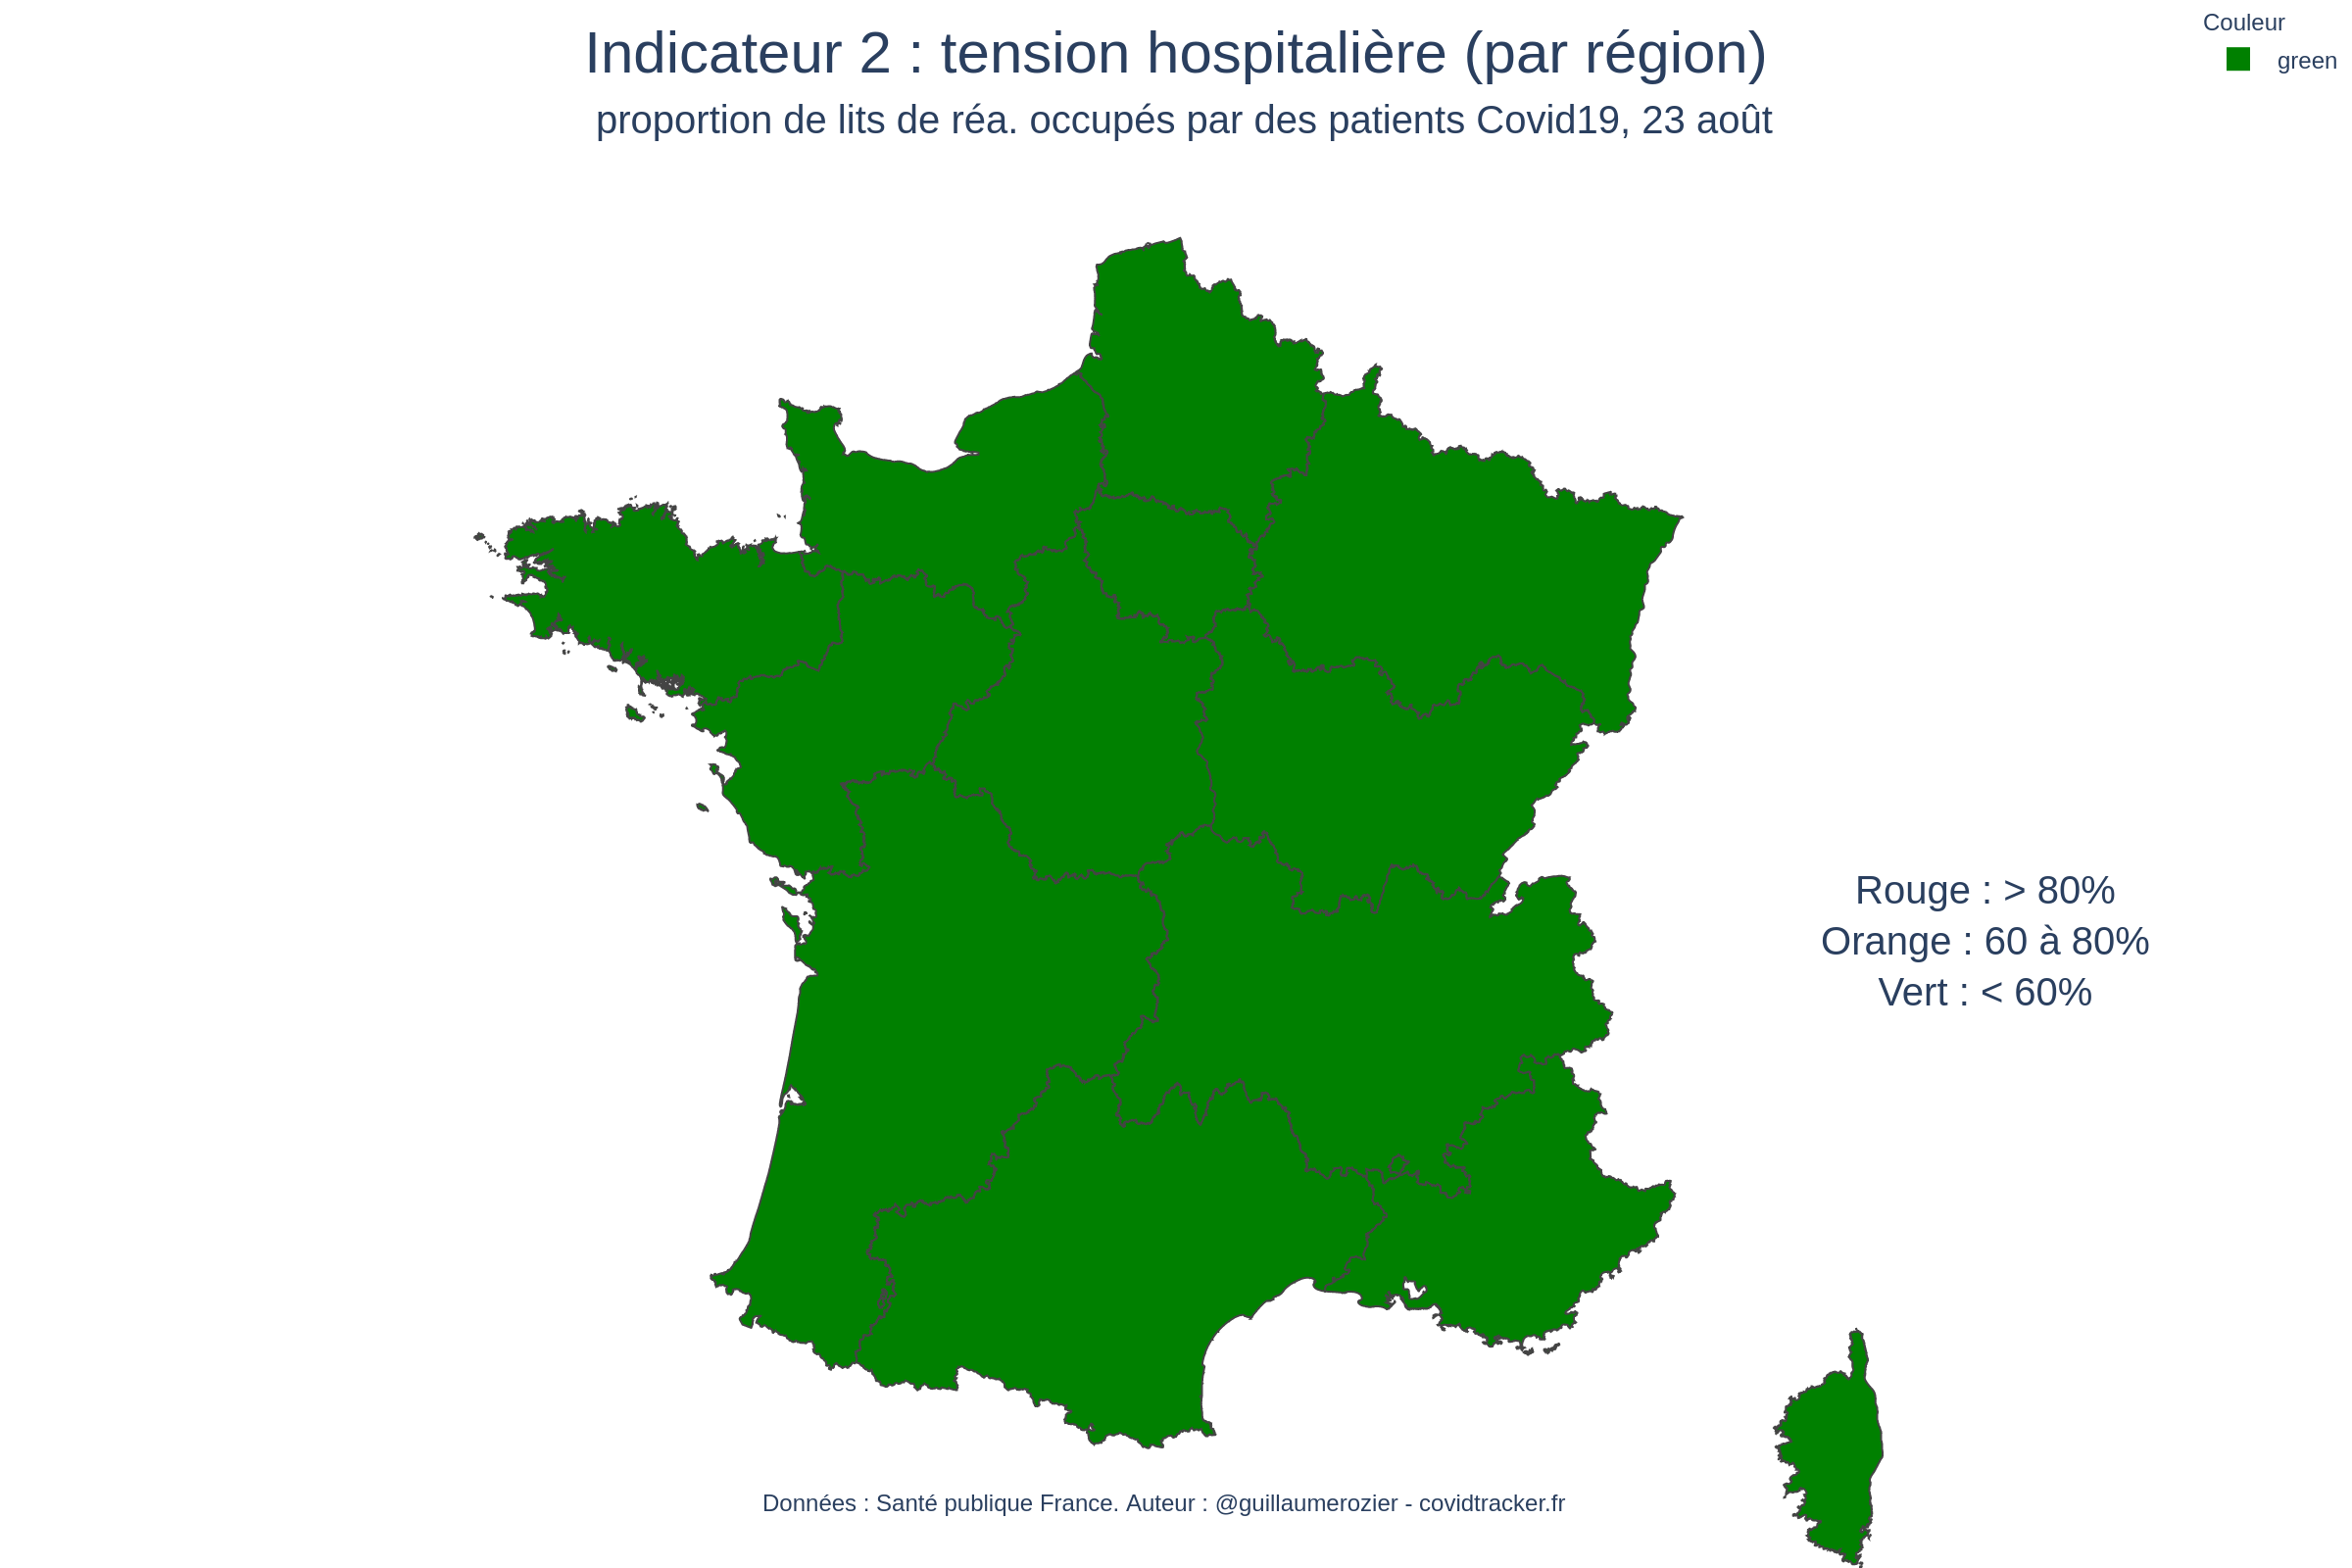 Indicateur 2 : tension hospitalière (par région)
proportion de lits de réa. occupés par des patients Covid19, 23 août
Couleur
green
Rouge : > 80%
Orange : 60 à 80%
Vert : < 60%
Données : Santé publique France. Auteur : @guillaumerozier - covidtracker.fr